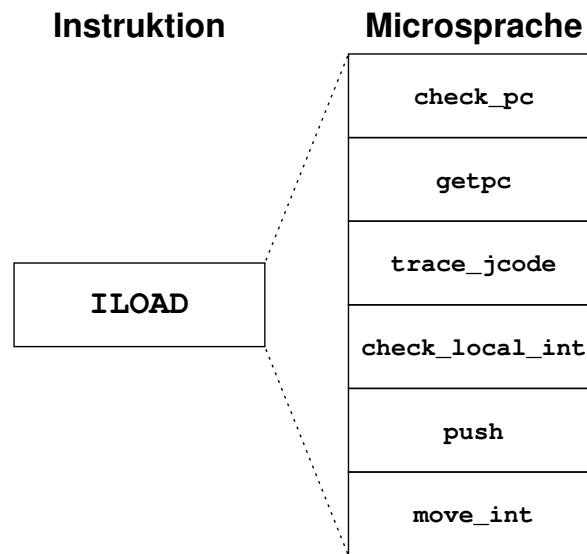 Instruktion
Microsprache
check_pc
getpc
trace_jcode
ILOAD
check_local_int
push
move_int